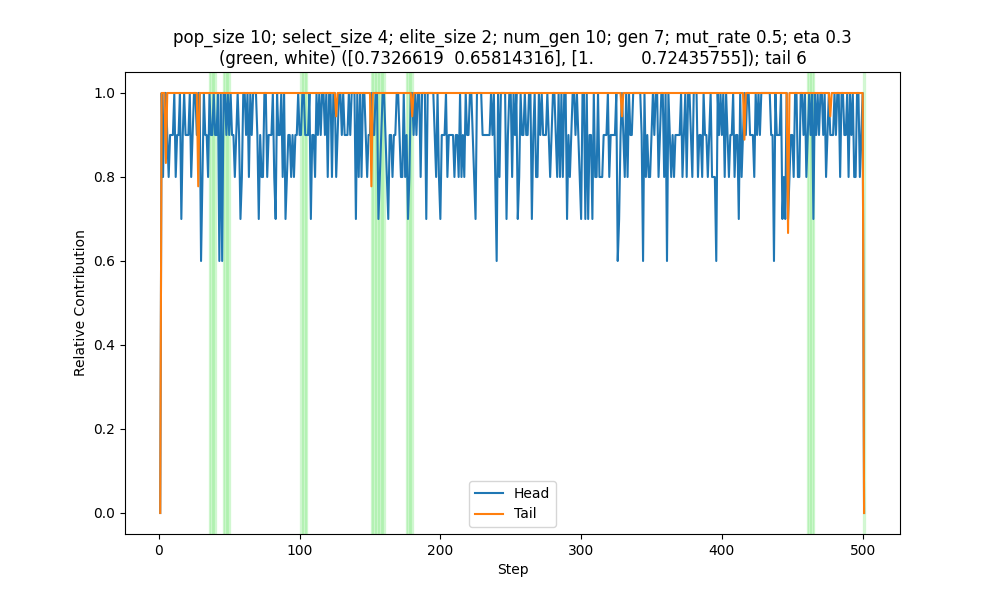 pop_size 10; select_size 4; elite_size 2; num_gen 10; gen 7; mut_rate 0.5; eta 0.3
(green, white) ([0.7326619  0.65814316], [1.         0.72435755]); tail 6
1.0
0.8
0.6
0.4
0.2
0.0
Relative Contribution
Head
Tail
0
100
200
300
400
500
Step